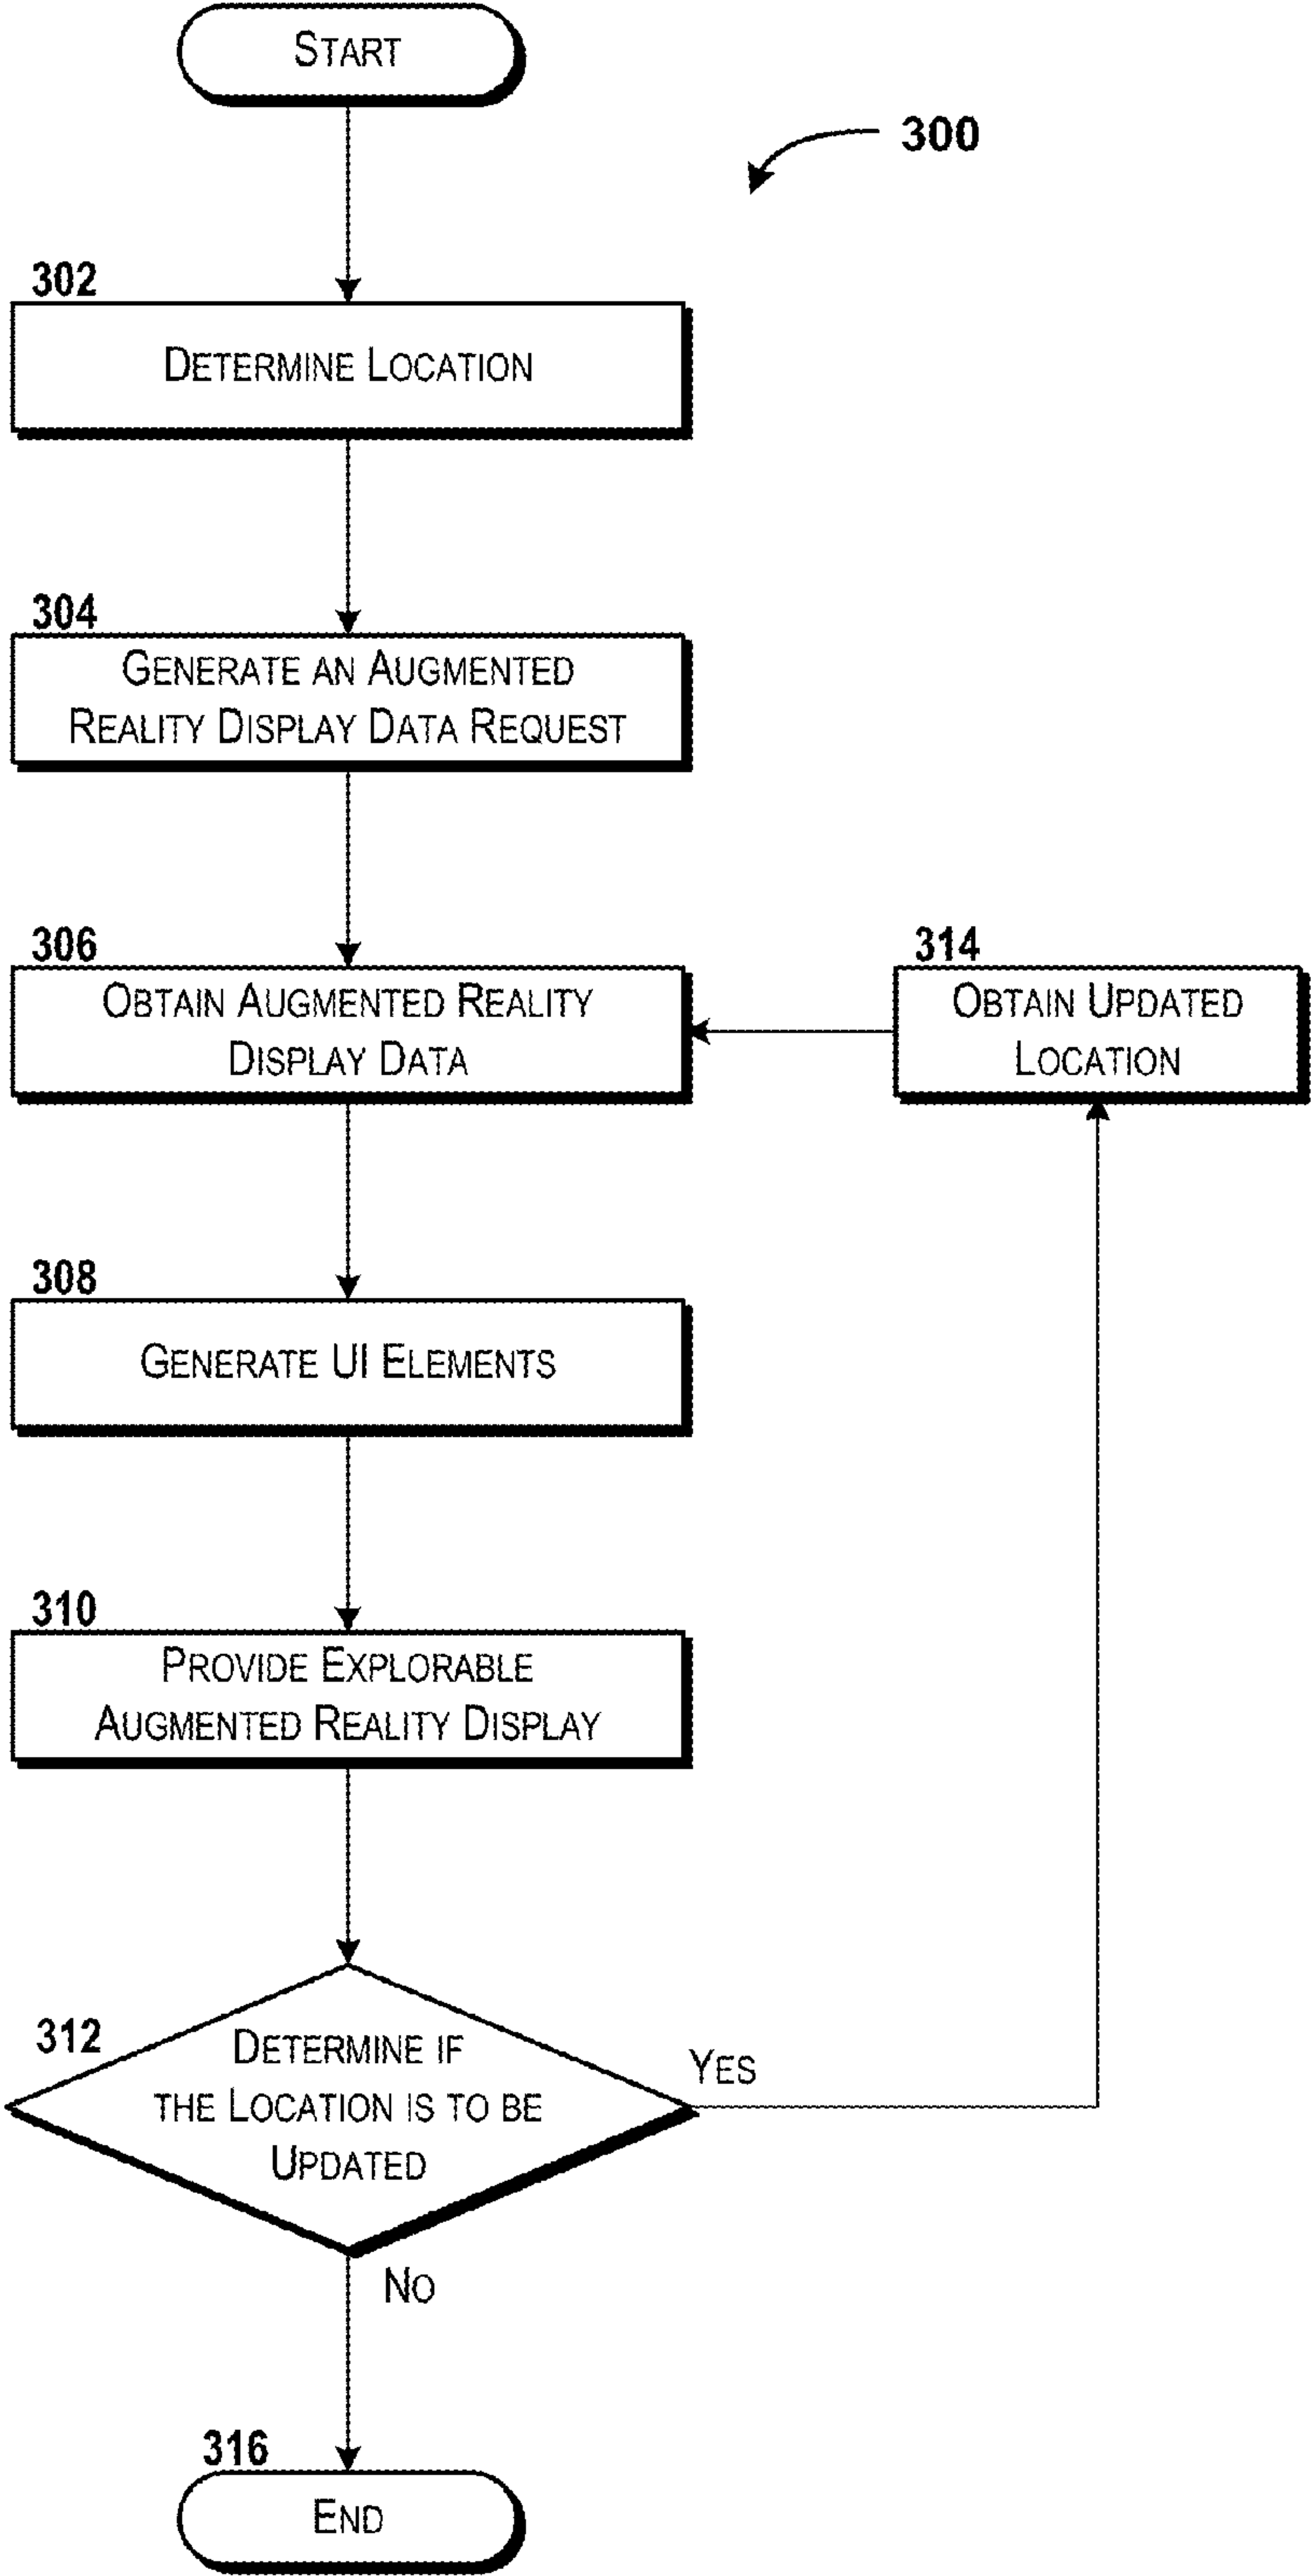 START
300
302
DETERMINE LOCATION
304
GENERATE AN AUGMENTED
REALITY DISPLAY DATA REQUEST
306
OBTAIN AUGMENTED REALITY
DISPLAY DATA
314
OBTAIN UPDATED
LOCATION
308
GENERATE UI ELEMENTS
310
PROVIDE EXPLORABLE
AUGMENTED REALITY DISPLAY
312
DETERMINE IF
THE LOCATION IS TO BE
UPDATED
YES
NO
316
END